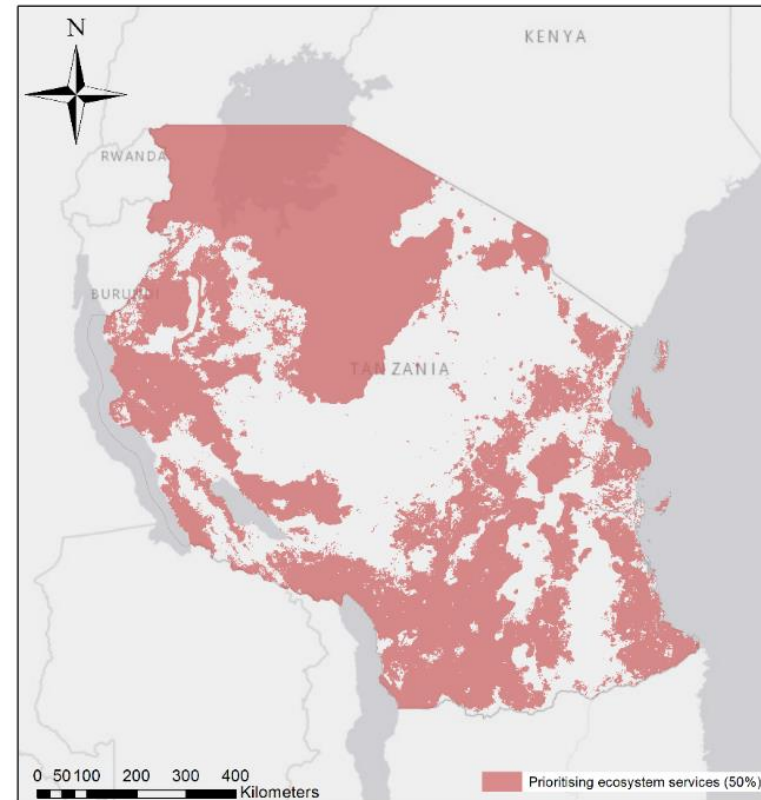 N
KENYA
RWANDA
BURUNDI
TANZANIA
0 50 100 200 300 400
Kilometers
Prioritising ecosystem services (50%)